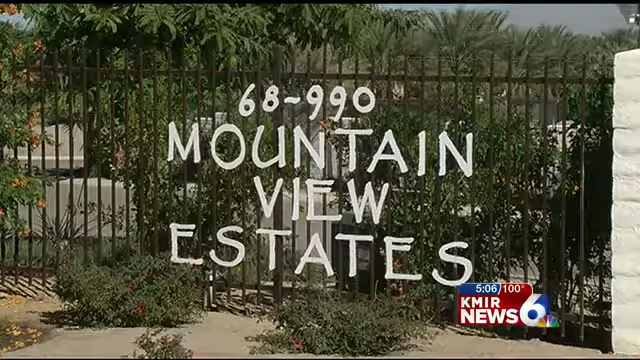 68-990
MOUNTAIN
VIEW
ESTATES
5:06 100°
KMIR
NEWS 6